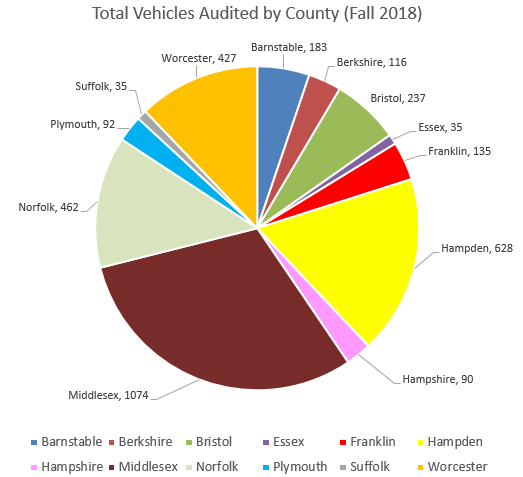 Total Vehicles Audited by County (Fall 2018)
Barnstable, 183
Worcester, 427
Berkshire, 116
Suffolk, 35
Bristol, 237
Plymouth, 92
Essex, 35
Franklin, 135
Norfolk, 462
Hampden, 628
Hampshire, 90
Middlesex, 1074
Barnstable Berkshire Bristol Essex Franklin Hampden
Hampshire Middlesex Norfolk Plymouth Suffolk Worcester